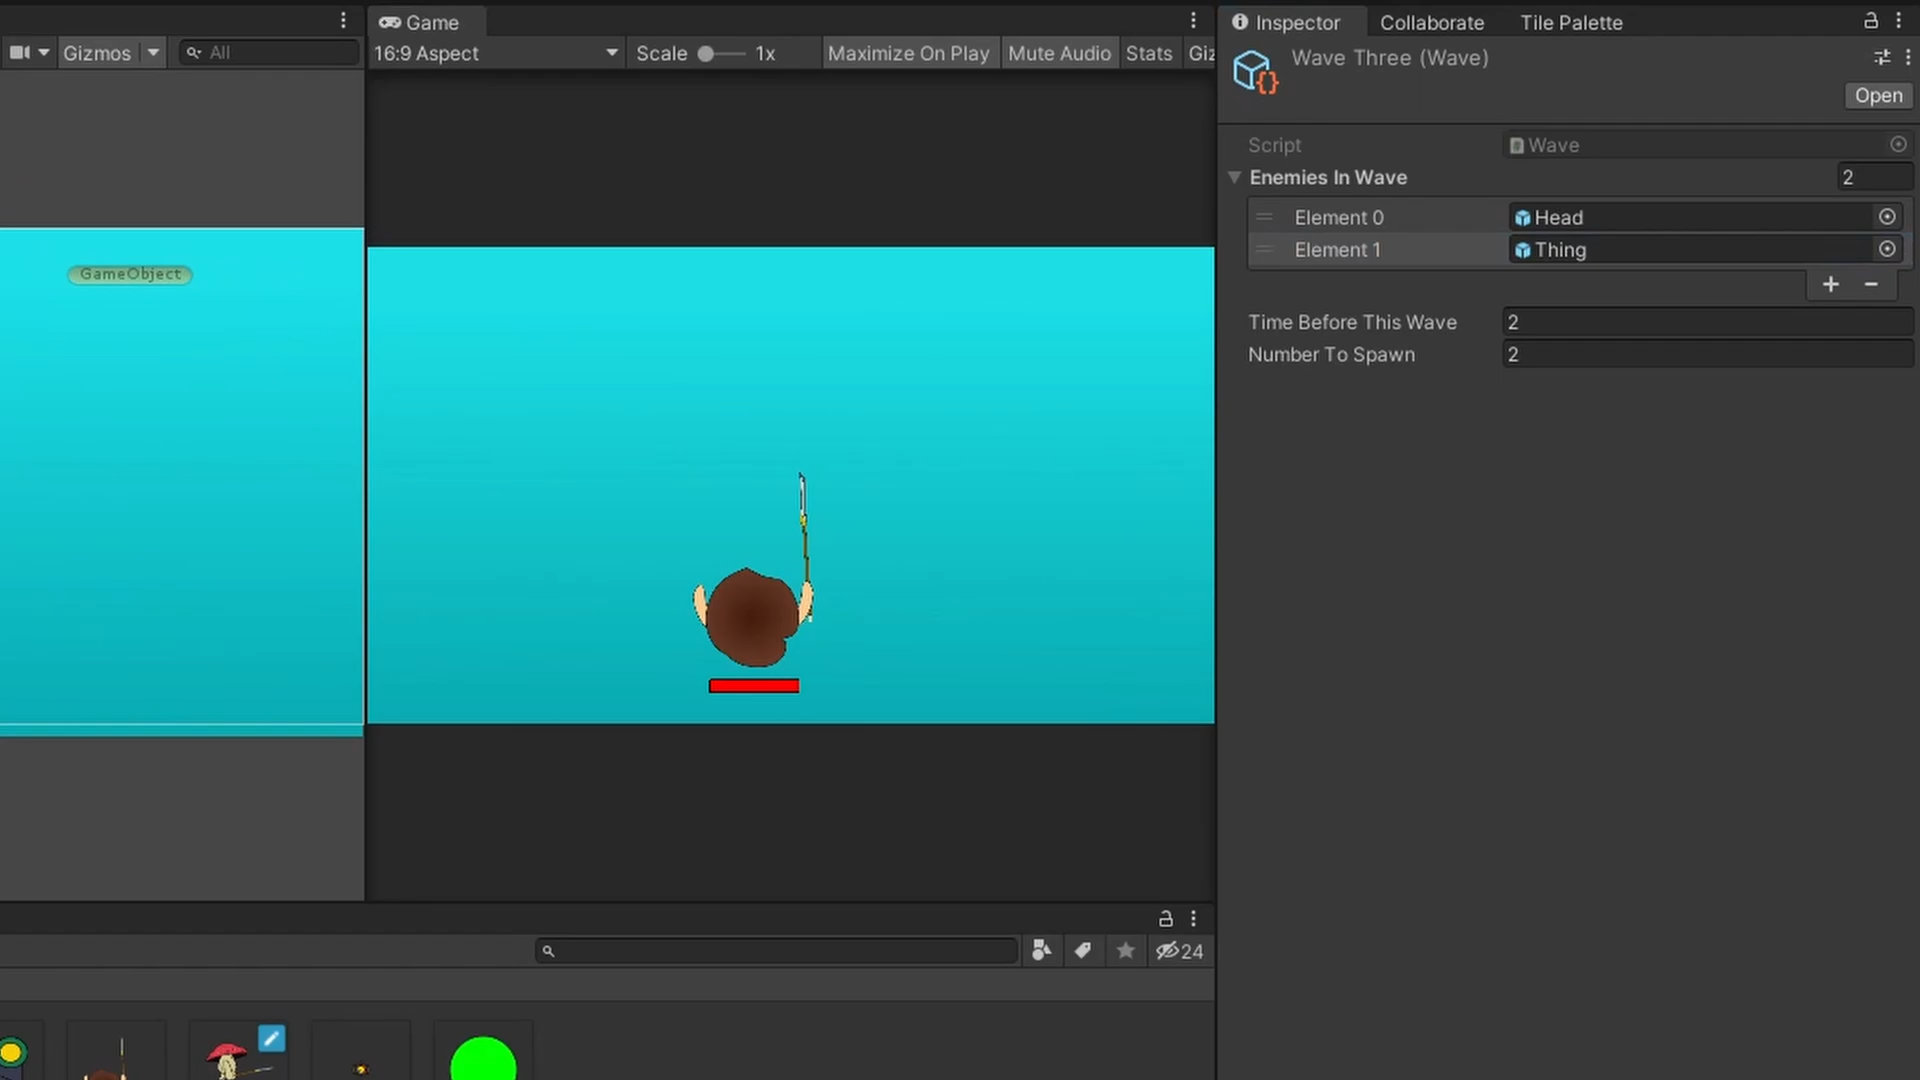 Game
Inspector
Collaborate
Tile Palette
Gizmos
All
16:9 Aspect
Scale
1x
Maximize On Play
Mute Audio
Stats
Giz
Wave Three (Wave)
Open
Script
Wave
Enemies In Wave
2
Element 0
Head
Element 1
Thing
+ −
Time Before This Wave
2
Number To Spawn
2
GameObject
24